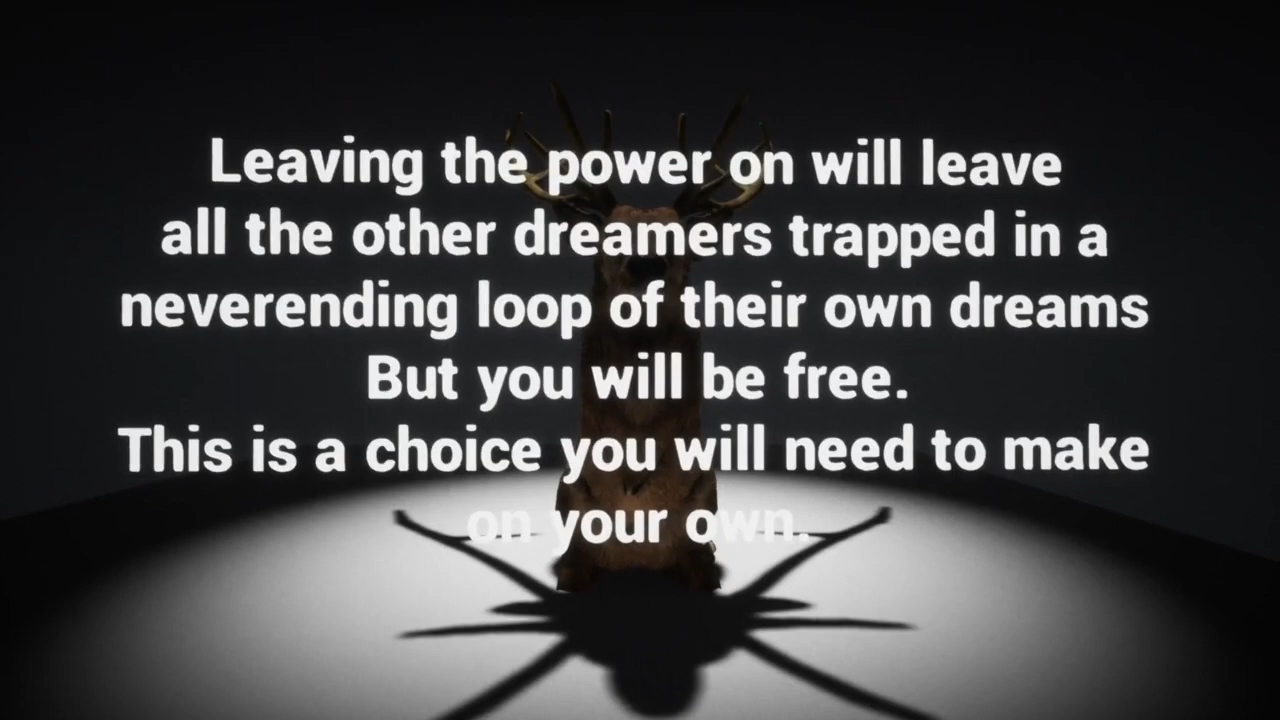 Leaving the power on will leave
all the other dreamers trapped in a
neverending loop of their own dreams
But you will be free.
This is a choice you will need to make
on your own.